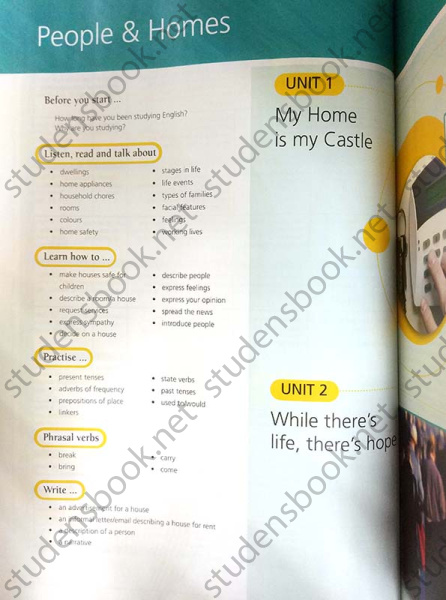 People & Homes
Before you start ...
How long have you been studying English?
Why are you studying?
Listen, read and talk about
• dwellings
• home appliances
• household chores
• rooms
• colours
• home safety
• stages in life
• life events
• types of families
• facial features
• feelings
• working lives
Learn how to ...
• make houses safe for
children
• describe a room/a house
• request services
• express sympathy
• decide on a house
• describe people
• express feelings
• express your opinion
• spread the news
• introduce people
Practise ...
• present tenses
• adverbs of frequency
• prepositions of place
• linkers
• state verbs
• past tenses
• used to/would
Phrasal verbs
• break
• bring
• carry
• come
Write ...
• an advertisement for a house
• an informal letter/email describing a house for rent
• a description of a person
• a narrative
UNIT 1
My Home
is my Castle
UNIT 2
While there's
life, there's hope
studensbook.net